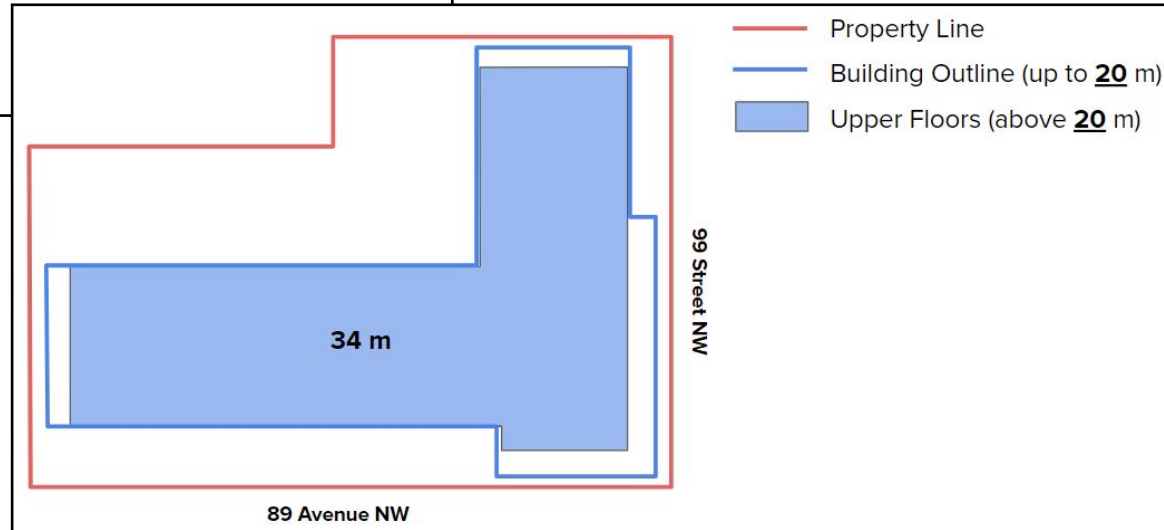 Property Line
Building Outline (up to 20 m)
Upper Floors (above 20 m)
99 Street NW
34 m
89 Avenue NW